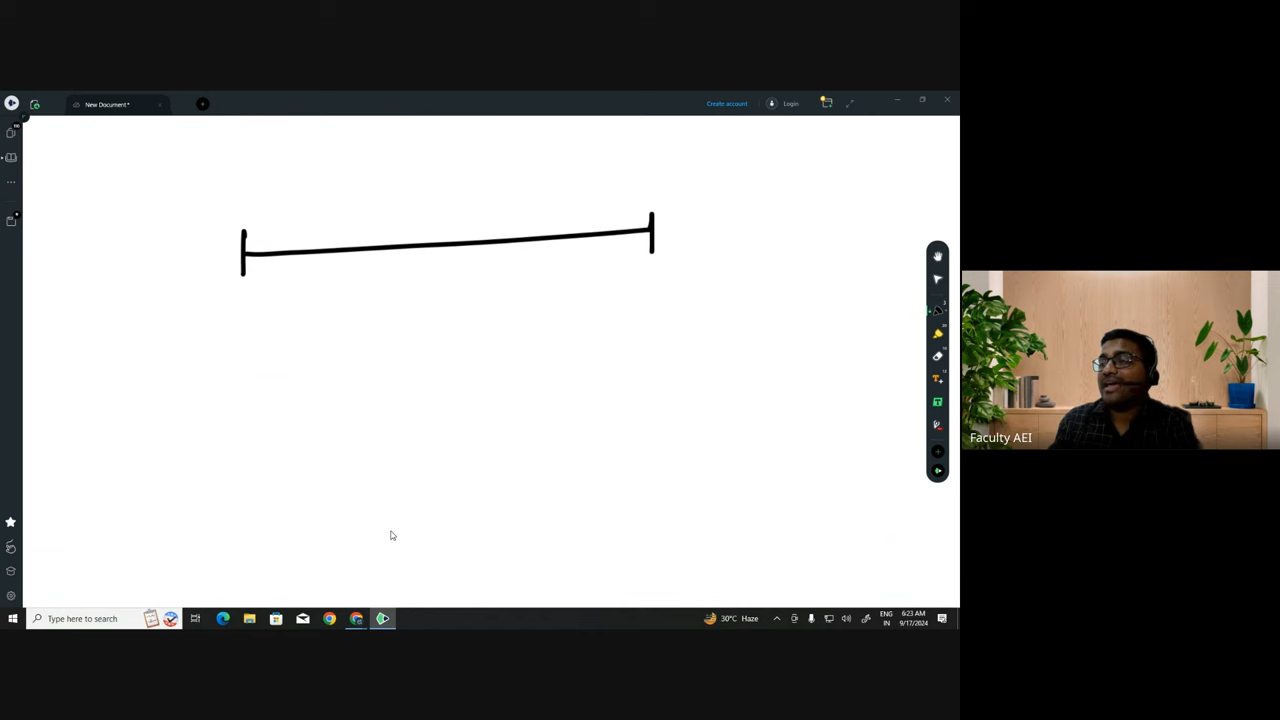 New Document*
Create account
Login
Faculty AEI
Type here to search
30°C Haze
ENG
IN
6:23 AM
9/17/2024